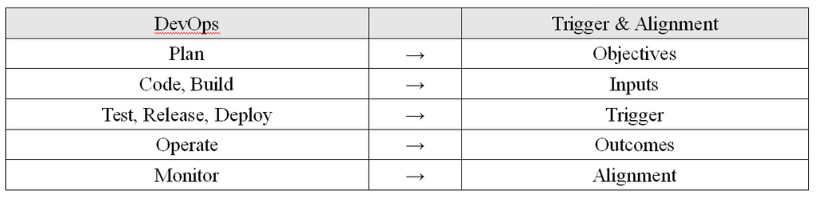 DevOps Trigger & Alignment
Plan → Objectives
Code, Build → Inputs
Test, Release, Deploy → Trigger
Operate → Outcomes
Monitor → Alignment